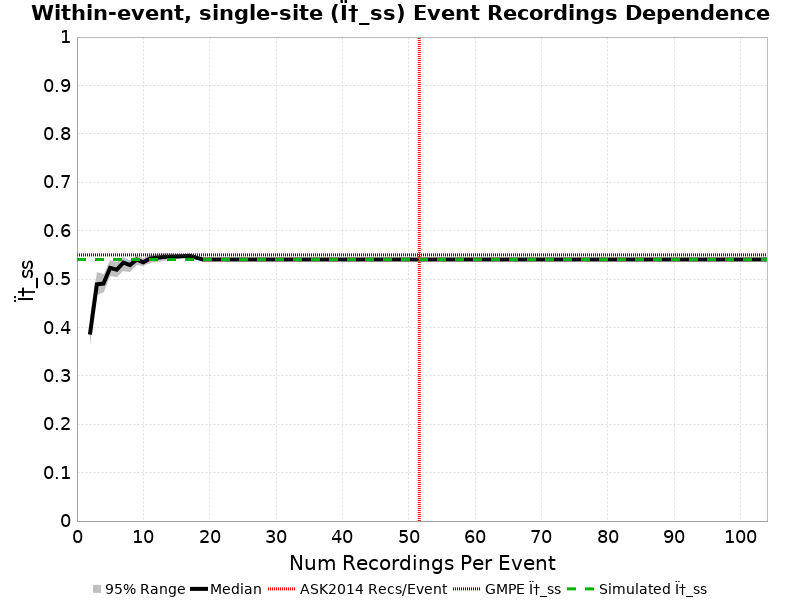 Within-event, single-site (Ï†_ss) Event Recordings Dependence
1
0.9
0.8
0.7
0.6
0.5
0.4
0.3
0.2
0.1
0
Ï†_ss
0 10 20 30 40 50 60 70 80 90 100
Num Recordings Per Event
95% Range Median ASK2014 Recs/Event GMPE Ï†_ss Simulated Ï†_ss